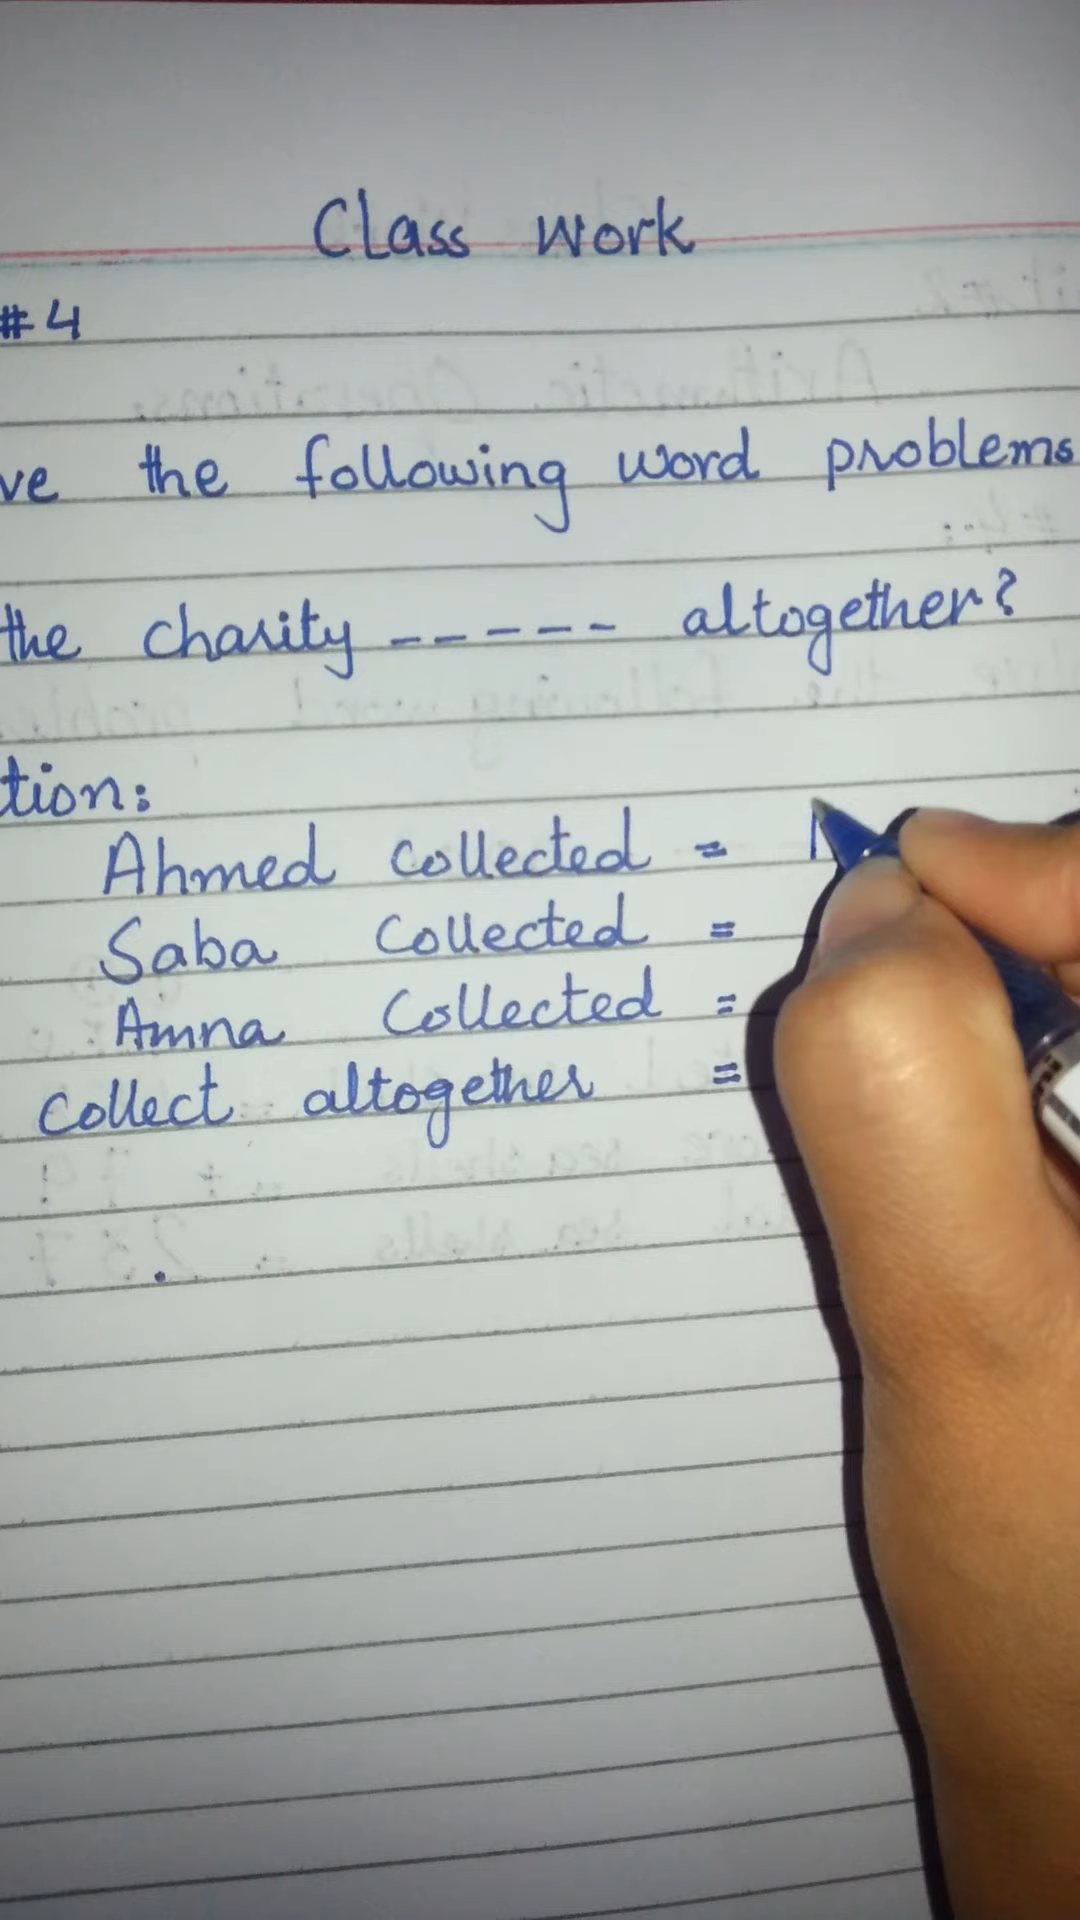 Class Work
#4
ve the following word problems
the charity ----- altogether?
tion:
Ahmed collected =
Saba collected =
Amna collected =
Collect altogether =